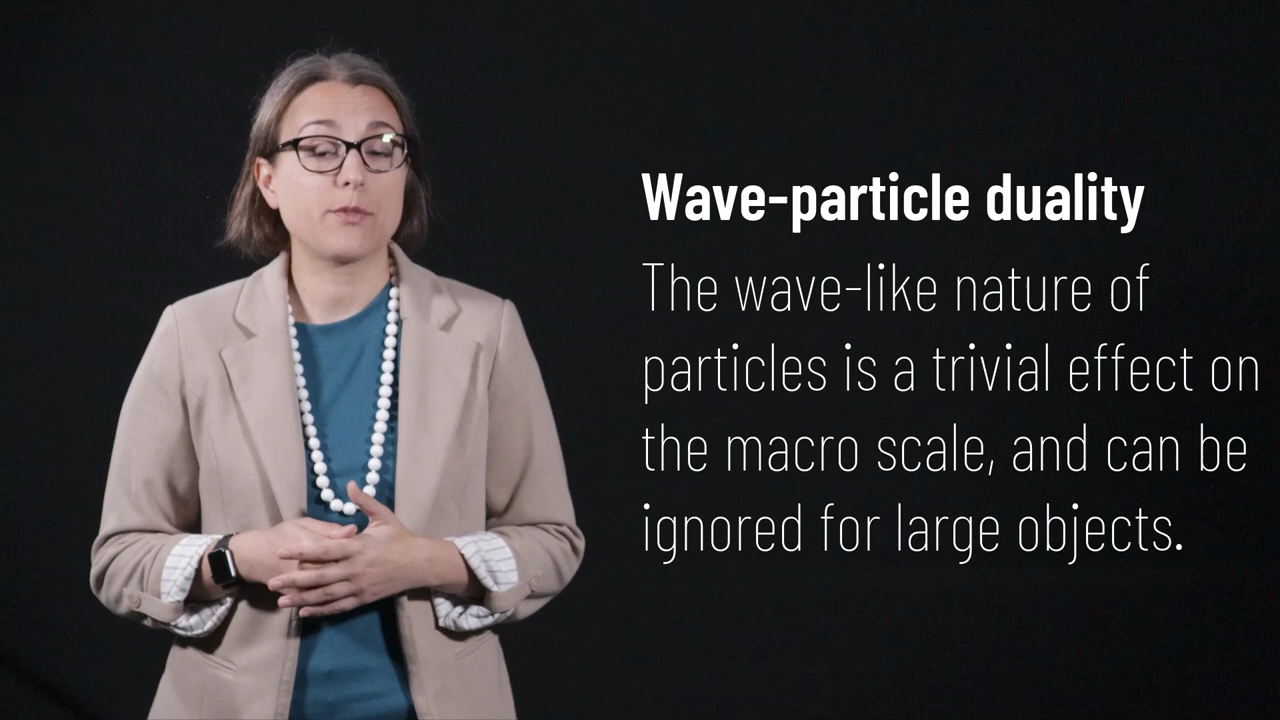 Wave-particle duality
The wave-like nature of
particles is a trivial effect on
the macro scale, and can be
ignored for large objects.